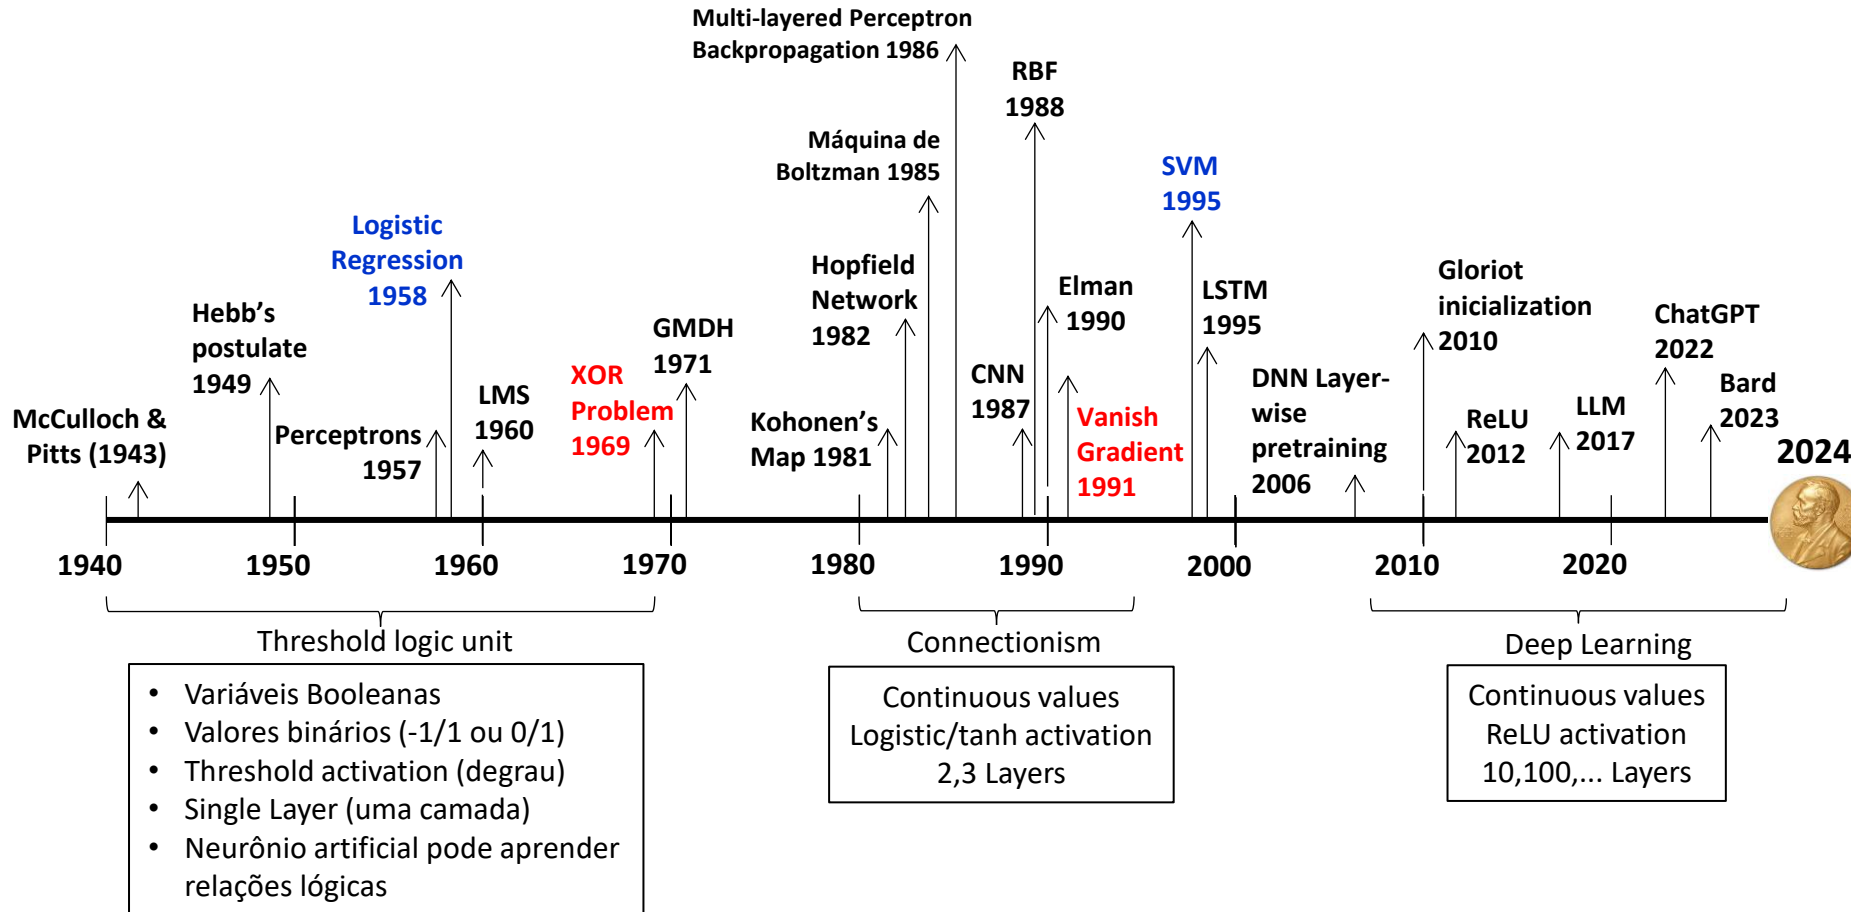 Multi-layered Perceptron
Backpropagation 1986
RBF
1988
Máquina de
Boltzman 1985
SVM
1995
Logistic
Regression
1958
Hopfield
Network
1982
Elman
1990
LSTM
1995
Gloriot
inicialization
2010
ChatGPT
2022
Hebb’s
postulate
1949
GMDH
1971
XOR
Problem
1969
LMS
1960
CNN
1987
DNN Layer-
wise
pretraining
2006
Bard
2023
McCulloch &
Pitts (1943)
Perceptrons
1957
Kohonen’s
Map 1981
Vanish
Gradient
1991
ReLU
2012
LLM
2017
2024
1940
1950
1960
1970
1980
1990
2000
2010
2020
Threshold logic unit
• Variáveis Booleanas
• Valores binários (-1/1 ou 0/1)
• Threshold activation (degrau)
• Single Layer (uma camada)
• Neurônio artificial pode aprender
relações lógicas
Connectionism
Continuous values
Logistic/tanh activation
2,3 Layers
Deep Learning
Continuous values
ReLU activation
10,100,... Layers